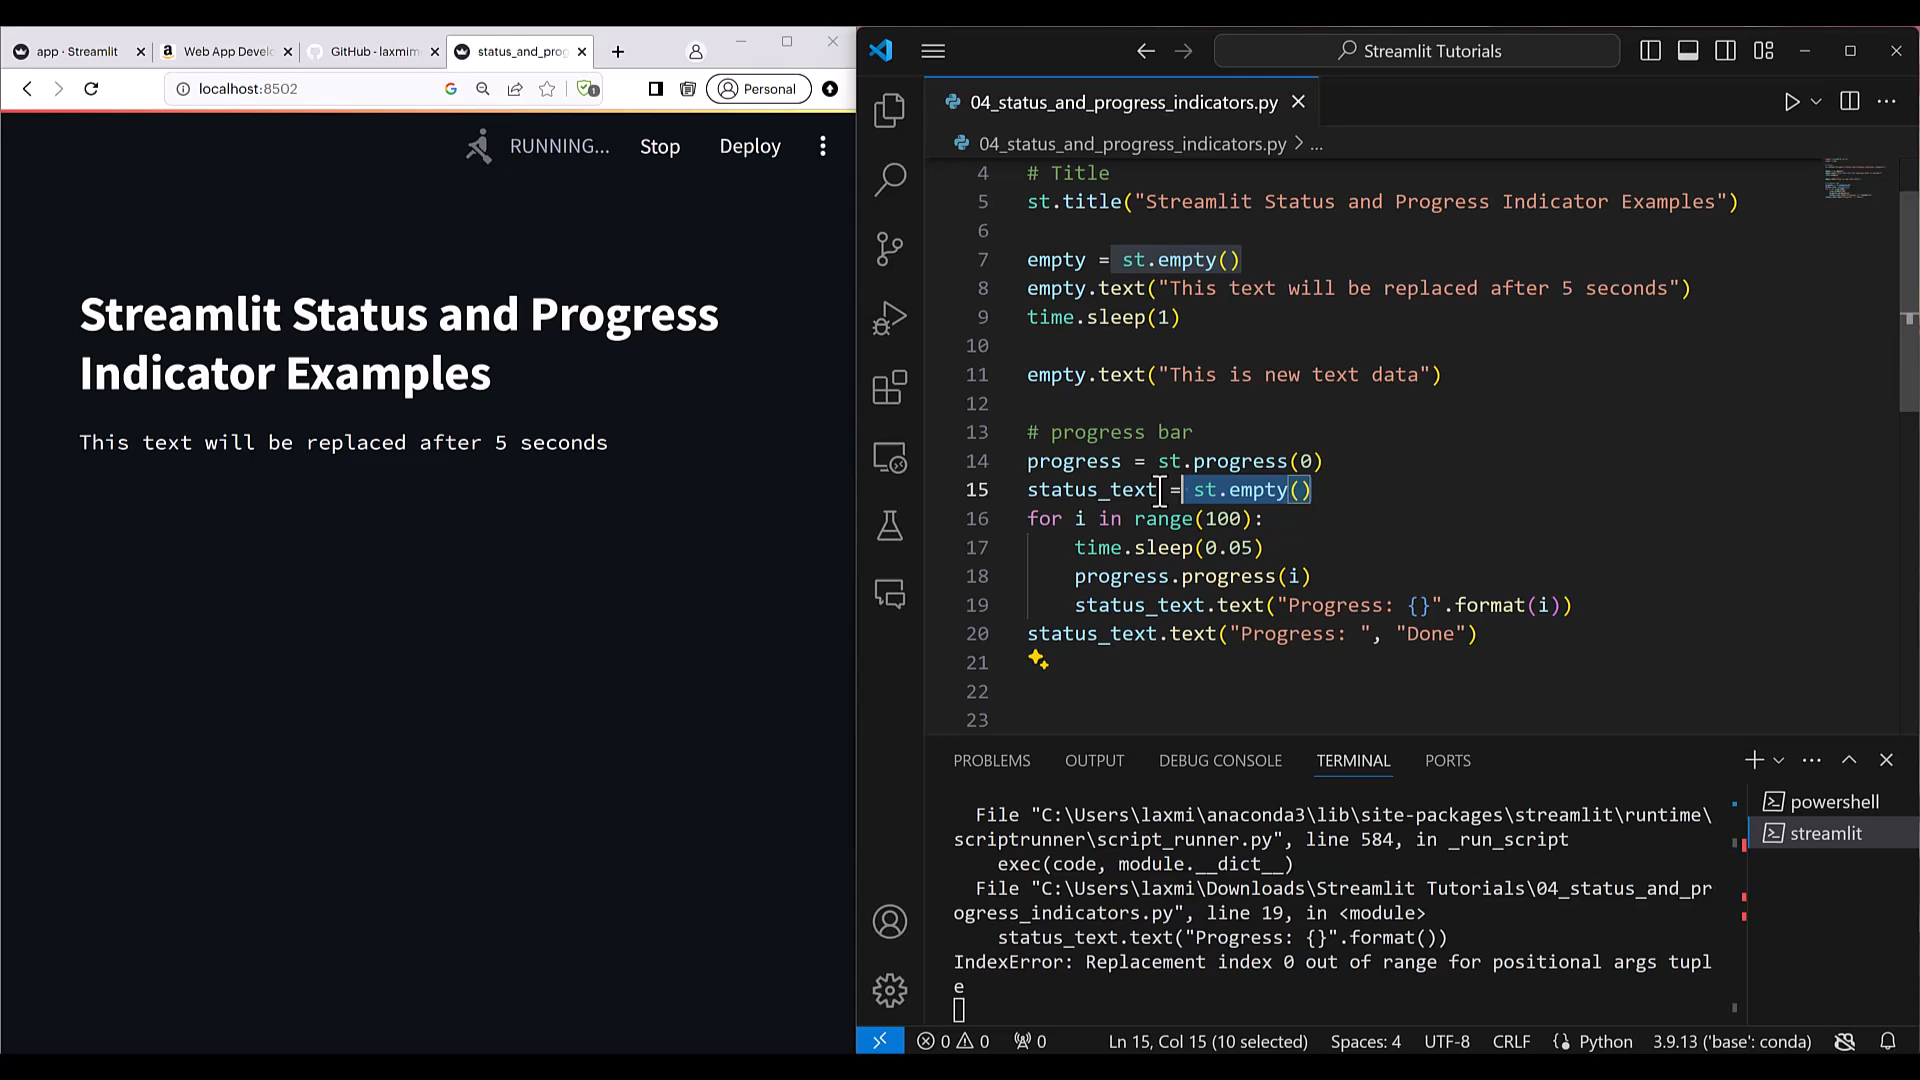 app · Streamlit
Web App Devel
GitHub - laxmim
status_and_prog
localhost:8502
1
Personal
RUNNING...
Stop
Deploy
Streamlit Status and Progress
Indicator Examples
This text will be replaced after 5 seconds
Streamlit Tutorials
04_status_and_progress_indicators.py
04_status_and_progress_indicators.py > ...
4 # Title
5 st.title("Streamlit Status and Progress Indicator Examples")
6
7 empty = st.empty()
8 empty.text("This text will be replaced after 5 seconds")
9 time.sleep(1)
10
11 empty.text("This is new text data")
12
13 # progress bar
14 progress = st.progress(0)
15 status_text = st.empty()
16 for i in range(100):
17     time.sleep(0.05)
18     progress.progress(i)
19     status_text.text("Progress: {}".format(i))
20 status_text.text("Progress: ", "Done")
21
22
23
PROBLEMS OUTPUT DEBUG CONSOLE TERMINAL PORTS
File "C:\Users\laxmi\anaconda3\lib\site-packages\streamlit\runtime\
scriptrunner\script_runner.py", line 584, in _run_script
exec(code, module.__dict__)
File "C:\Users\laxmi\Downloads\Streamlit Tutorials\04_status_and_pr
ogress_indicators.py", line 19, in <module>
status_text.text("Progress: {}".format())
IndexError: Replacement index 0 out of range for positional args tupl
e
powershell
streamlit
0 0 0 Ln 15, Col 15 (10 selected) Spaces: 4 UTF-8 CRLF Python 3.9.13 ('base': conda)